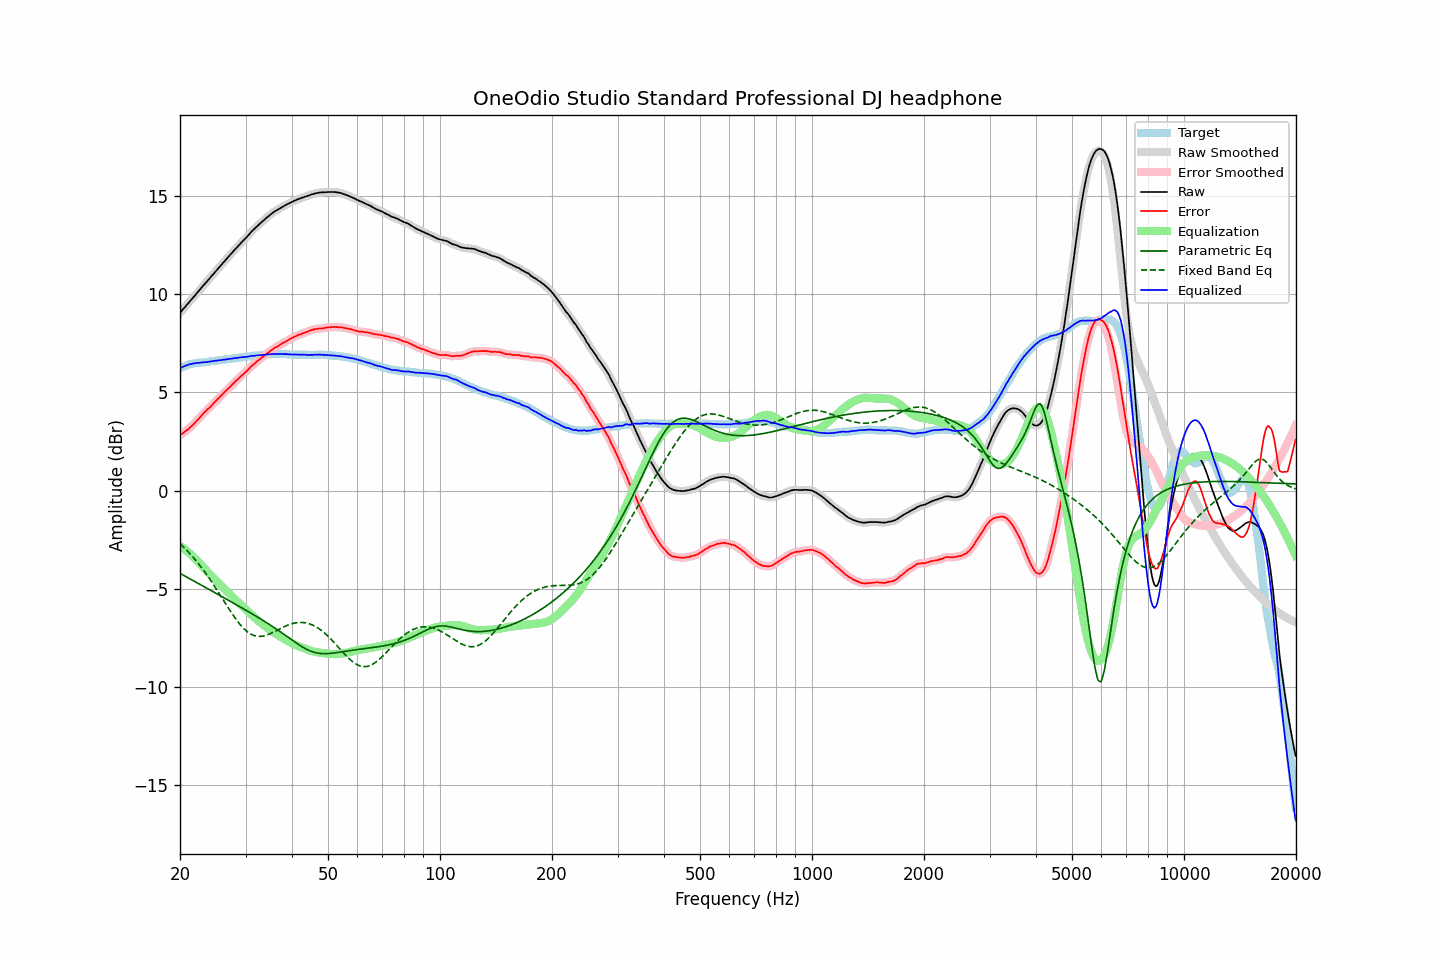 OneOdio Studio Standard Professional DJ headphone
Target
Raw Smoothed
Error Smoothed
Raw
Error
Equalization
Parametric Eq
Fixed Band Eq
Equalized
Amplitude (dBr)
15
10
5
0
−5
−10
−15
20 50 100 200 500 1000 2000 5000 10000 20000
Frequency (Hz)